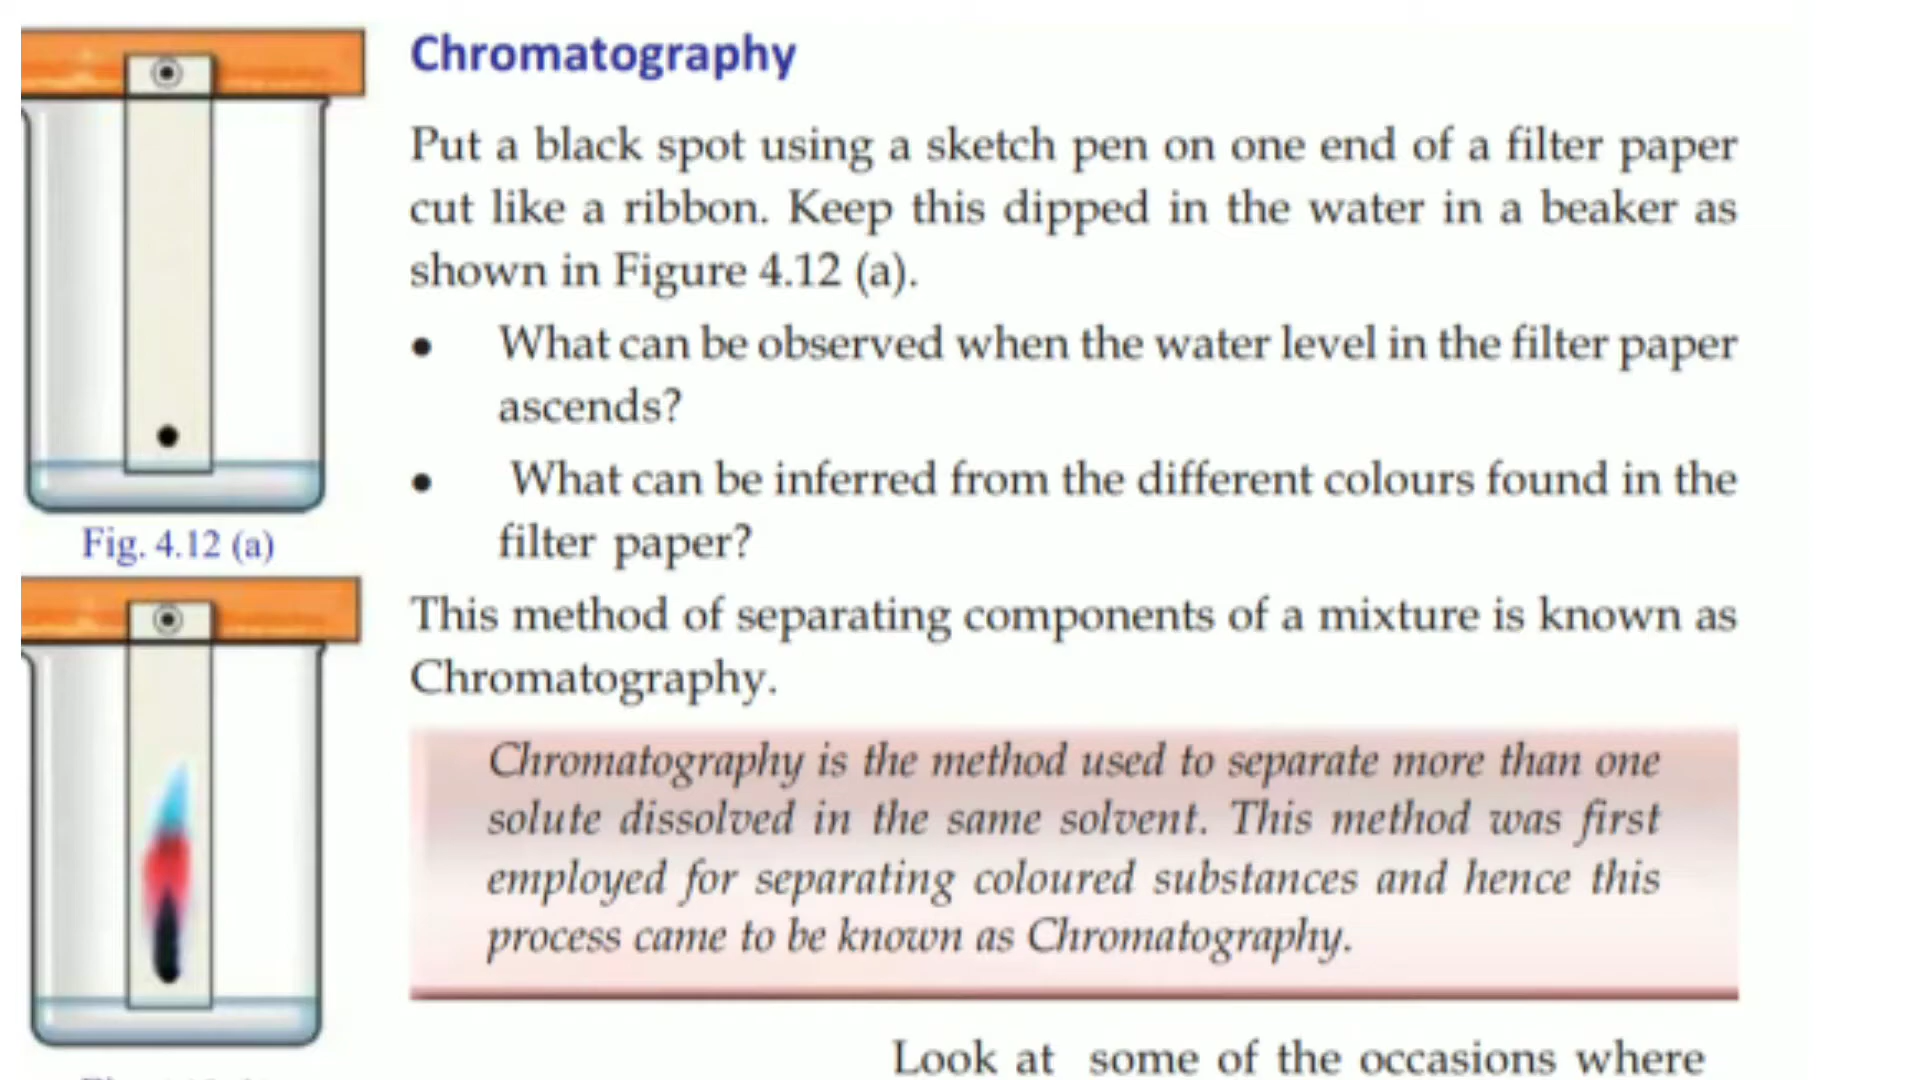 Chromatography
Put a black spot using a sketch pen on one end of a filter paper
cut like a ribbon. Keep this dipped in the water in a beaker as
shown in Figure 4.12 (a).
• What can be observed when the water level in the filter paper
ascends?
• What can be inferred from the different colours found in the
filter paper?
Fig. 4.12 (a)
This method of separating components of a mixture is known as
Chromatography.
Chromatography is the method used to separate more than one
solute dissolved in the same solvent. This method was first
employed for separating coloured substances and hence this
process came to be known as Chromatography.
Look at some of the occasions where